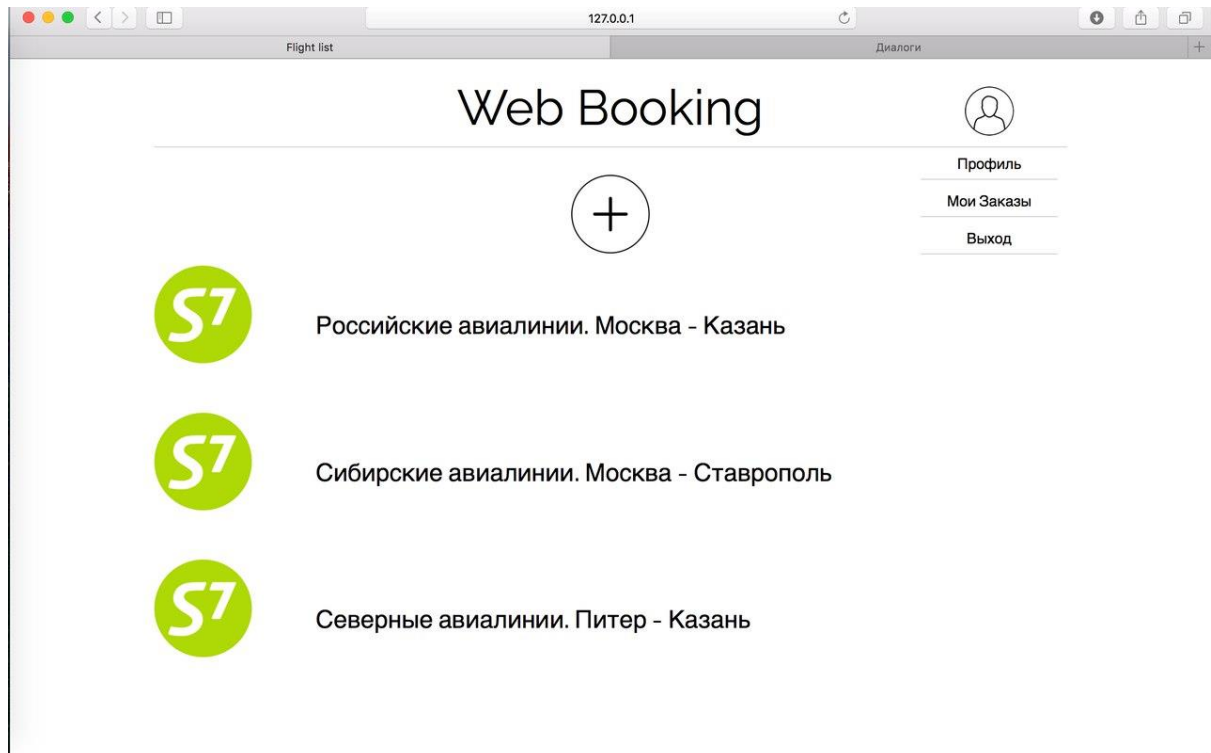 127.0.0.1
Flight list
Диалоги
Web Booking
Профиль
Мои Заказы
Выход
S7
Российские авиалинии. Москва - Казань
S7
Сибирские авиалинии. Москва - Ставрополь
S7
Северные авиалинии. Питер - Казань